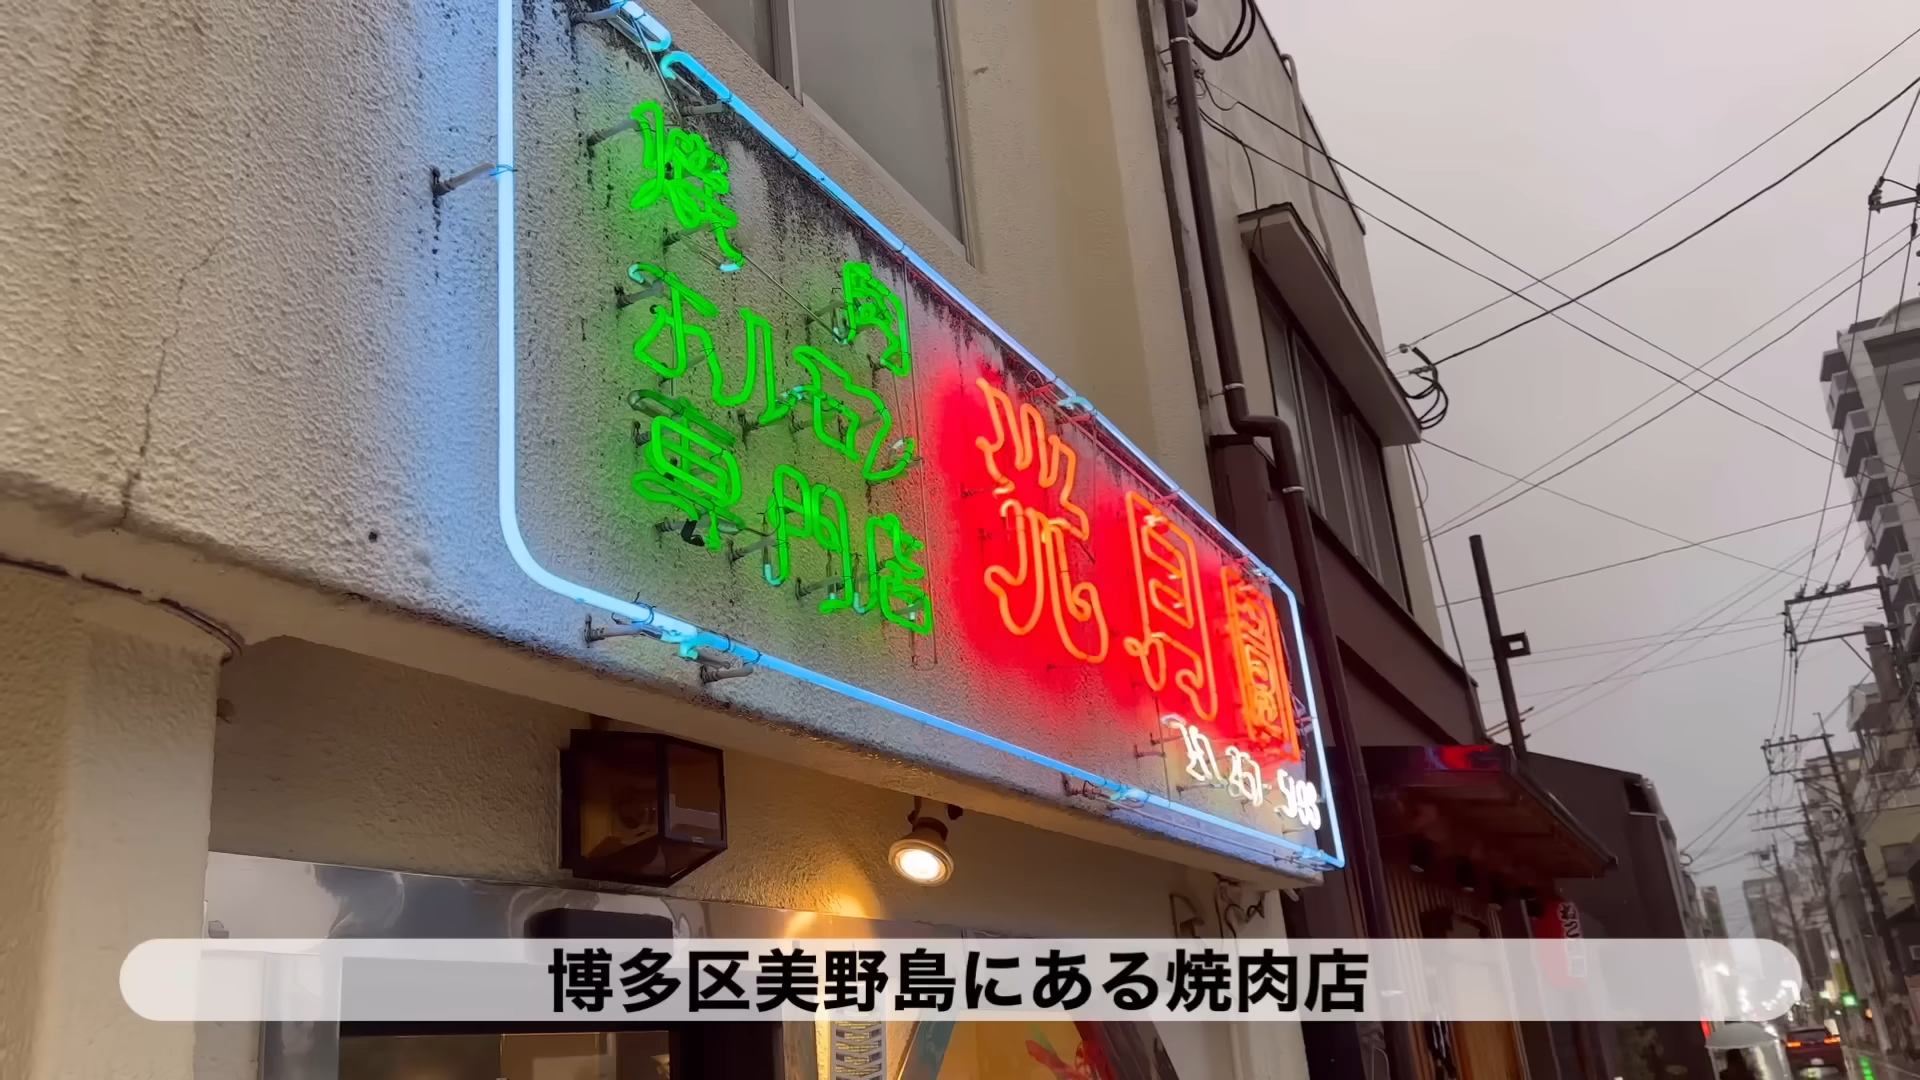 焼肉
ホルモン
専門店
光月園
博多区美野島にある焼肉店